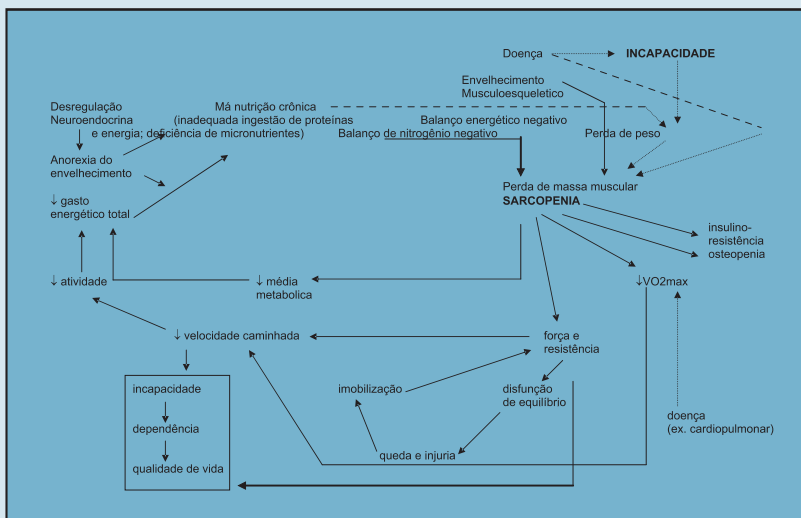 Doença
INCAPACIDADE
Envelhecimento
Musculoesqueletico
Desregulação
Neuroendocrina
Má nutrição crônica
(inadequada ingestão de proteínas
e energia; deficiência de micronutrientes)
Balanço energético negativo
Balanço de nitrogênio negativo
Perda de peso
Anorexia do
envelhecimento
Perda de massa muscular
SARCOPENIA
↓ gasto
energético total
insulino-
resistência
osteopenia
↓ atividade
↓ média
metabolica
↓VO2max
↓ velocidade caminhada
força e
resistência
incapacidade
imobilização
disfunção
de equilíbrio
dependência
doença
(ex. cardiopulmonar)
queda e injuria
qualidade de vida